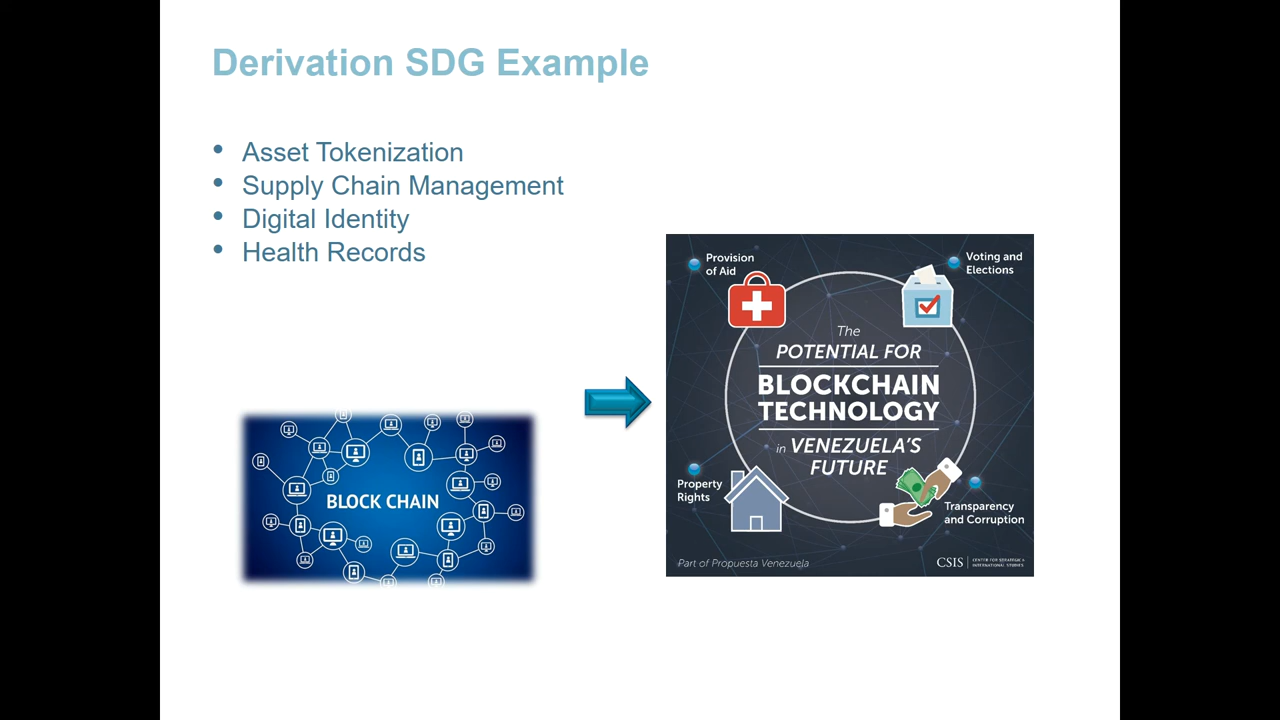 Derivation SDG Example
• Asset Tokenization
• Supply Chain Management
• Digital Identity
• Health Records
BLOCK CHAIN
Provision
of Aid
Voting and
Elections
The
POTENTIAL FOR
BLOCKCHAIN
TECHNOLOGY
in VENEZUELA'S
FUTURE
Property
Rights
Transparency
and Corruption
Part of Propuesta Venezuela
CSIS | CENTER FOR STRATEGIC &
INTERNATIONAL STUDIES